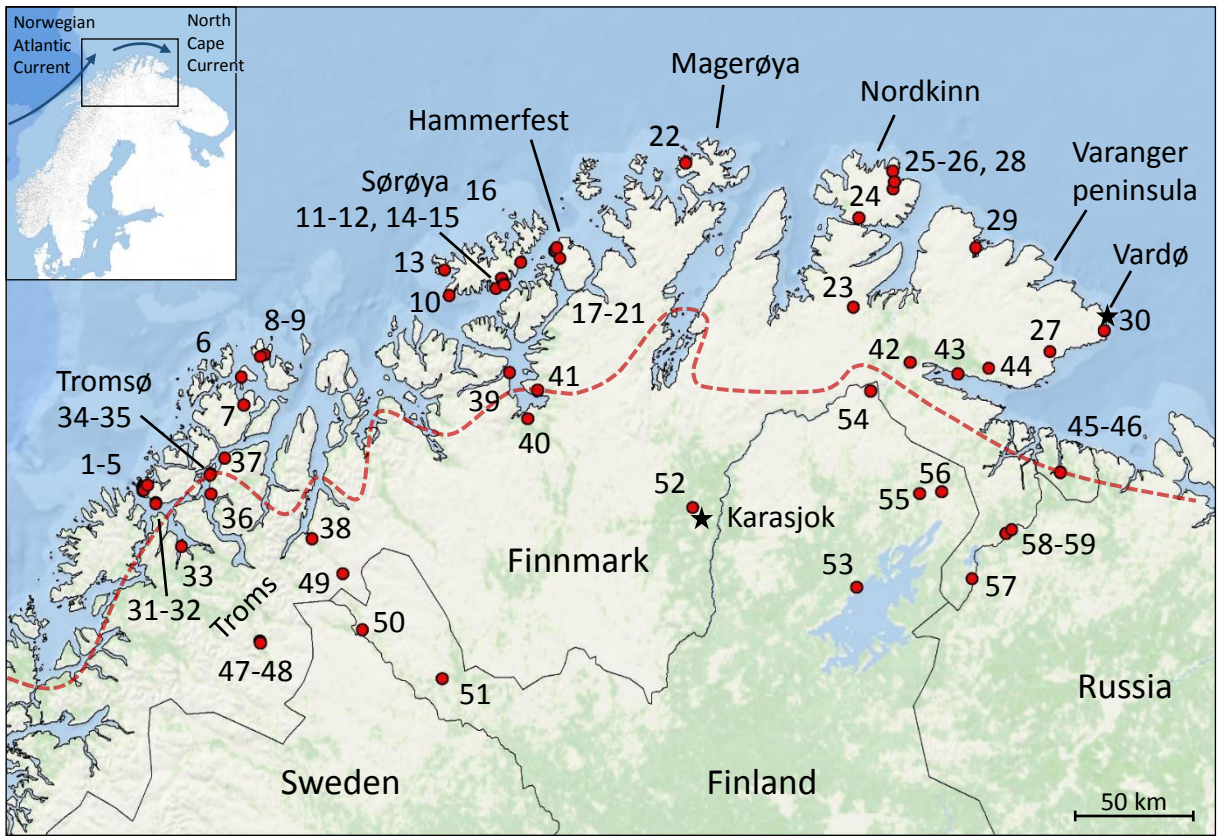 Norwegian
Atlantic
Current
North
Cape
Current
Magerøya
Nordkinn
Hammerfest
22
25-26, 28
Varanger
peninsula
Sørøya
16
11-12, 14-15
24
29
Vardø
13
10
17-21
23
30
8-9
6
27
42
43
44
Tromsø
34-35
7
39
41
40
54
45-46
1-5
37
36
52
Karasjok
55
56
38
33
31-32
Troms
49
Finnmark
53
58-59
57
50
47-48
51
Russia
Sweden
Finland
50 km